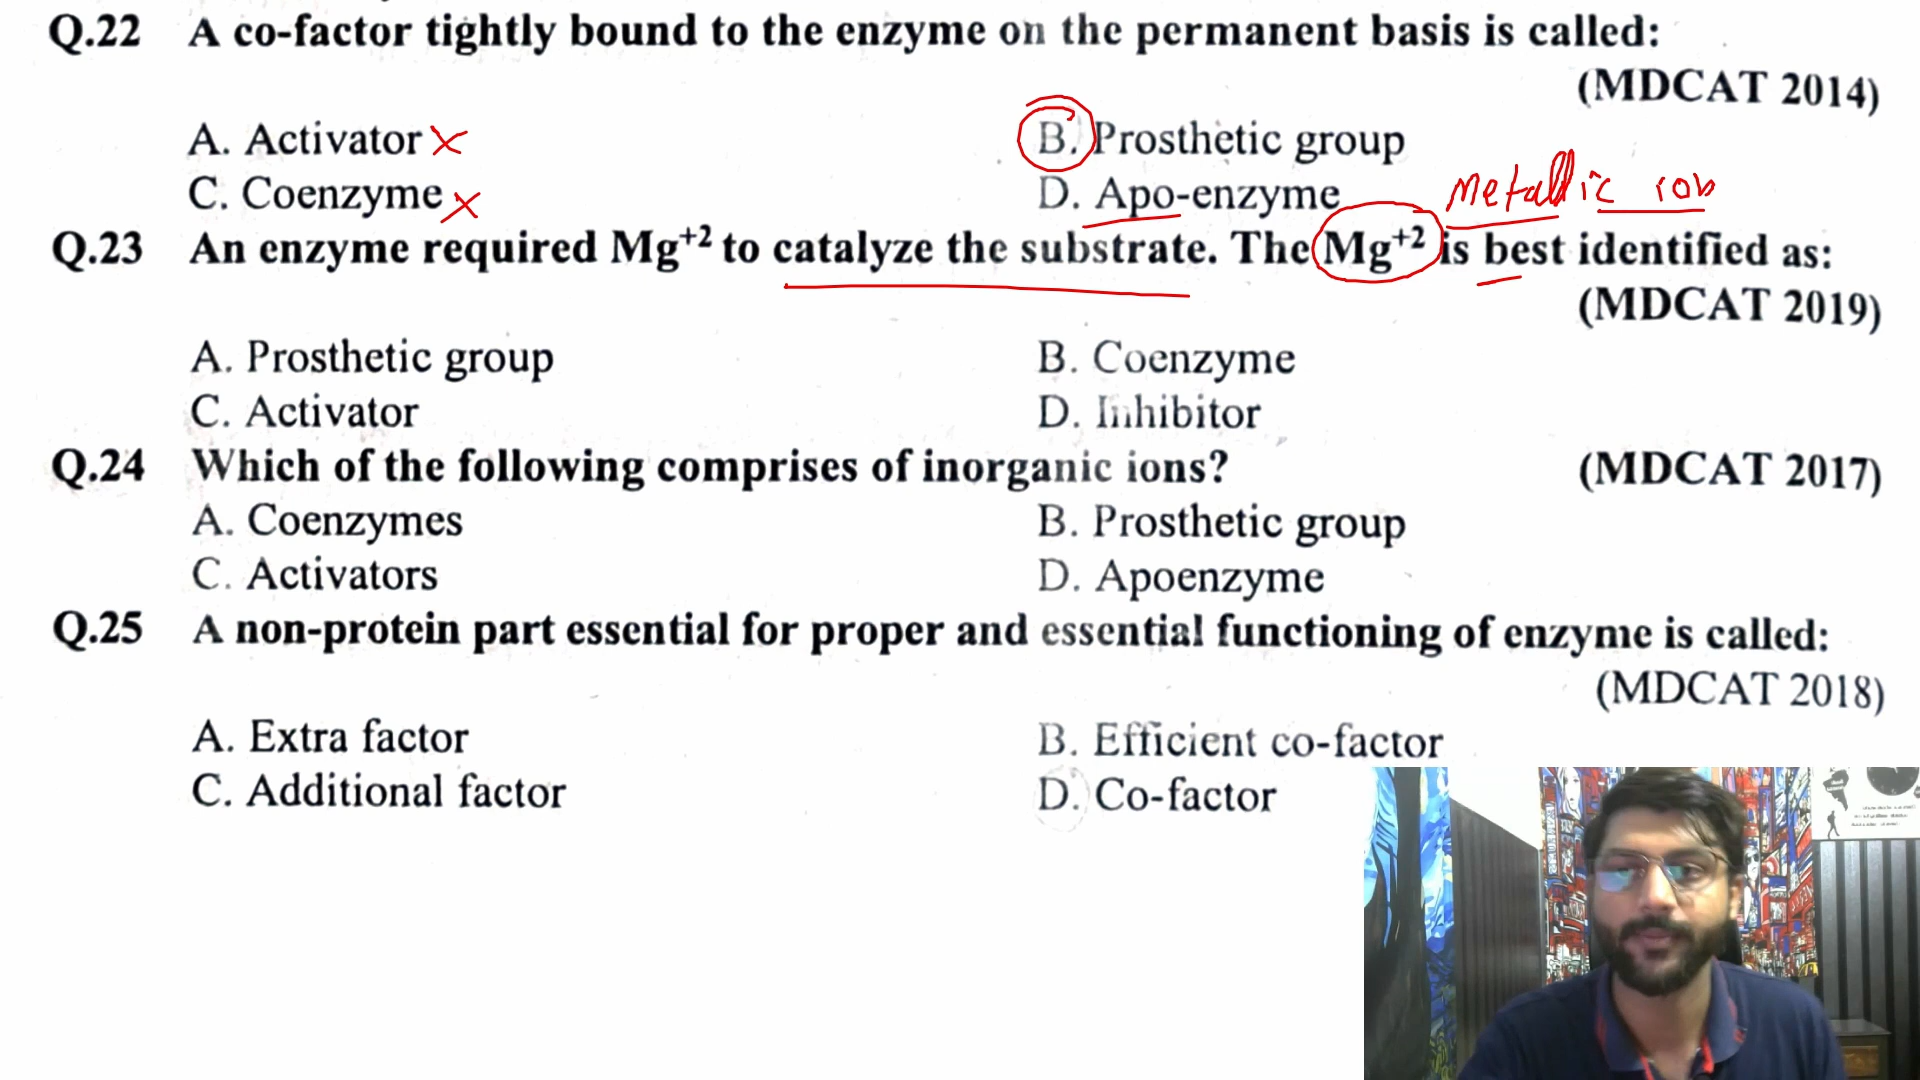 Q.22 A co-factor tightly bound to the enzyme on the permanent basis is called:
(MDCAT 2014)
A. Activator x
B. Prosthetic group
C. Coenzyme x
D. Apo-enzyme
Metallic ion
Q.23 An enzyme required Mg+2 to catalyze the substrate. The Mg+2 is best identified as:
(MDCAT 2019)
A. Prosthetic group
B. Coenzyme
C. Activator
D. Inhibitor
Q.24 Which of the following comprises of inorganic ions? (MDCAT 2017)
A. Coenzymes
B. Prosthetic group
C. Activators
D. Apoenzyme
Q.25 A non-protein part essential for proper and essential functioning of enzyme is called:
(MDCAT 2018)
A. Extra factor
B. Efficient co-factor
C. Additional factor
D. Co-factor